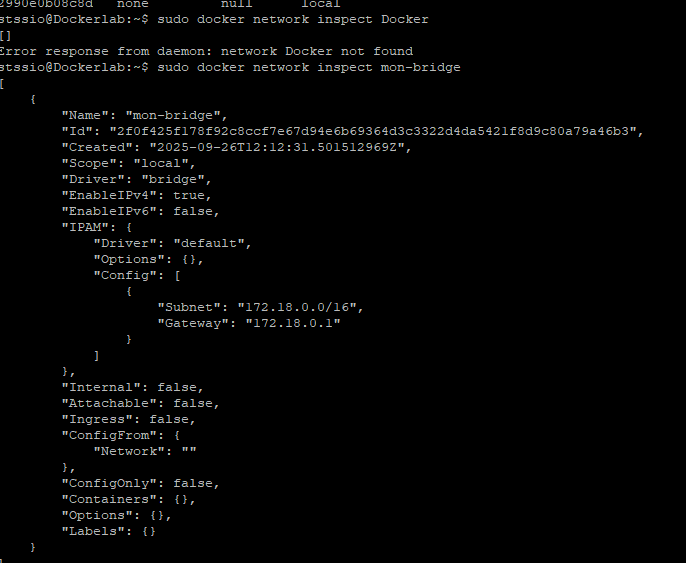 2990e0b08c8d   none         null      local
stssio@Dockerlab:~$ sudo docker network inspect Docker
[]
Error response from daemon: network Docker not found
stssio@Dockerlab:~$ sudo docker network inspect mon-bridge
[
    {
        "Name": "mon-bridge",
        "Id": "2f0f425f178f92c8ccf7e67d94e6b69364d3c3322d4da5421f8d9c80a79a46b3",
        "Created": "2025-09-26T12:12:31.501512969Z",
        "Scope": "local",
        "Driver": "bridge",
        "EnableIPv4": true,
        "EnableIPv6": false,
        "IPAM": {
            "Driver": "default",
            "Options": {},
            "Config": [
                {
                    "Subnet": "172.18.0.0/16",
                    "Gateway": "172.18.0.1"
                }
            ]
        },
        "Internal": false,
        "Attachable": false,
        "Ingress": false,
        "ConfigFrom": {
            "Network": ""
        },
        "ConfigOnly": false,
        "Containers": {},
        "Options": {},
        "Labels": {}
    }